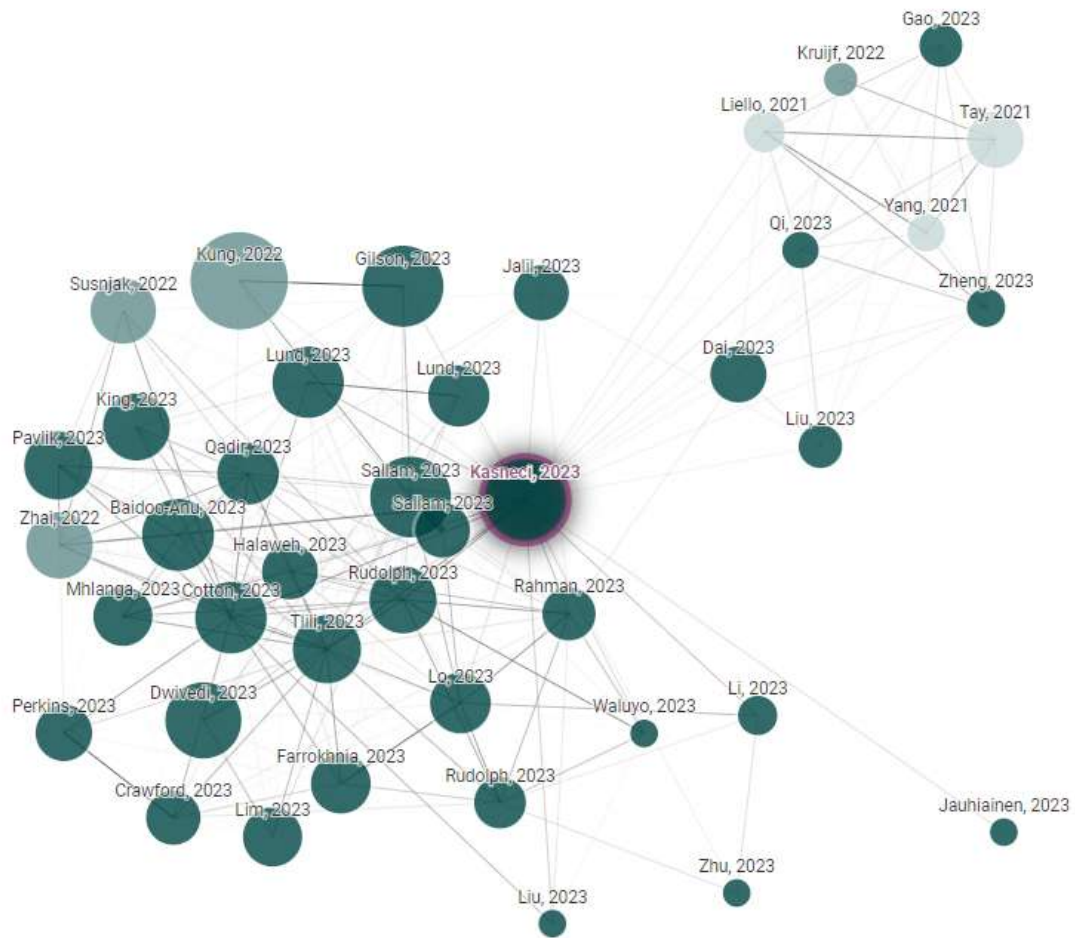 Gao, 2023
Kruijf, 2022
Liello, 2021
Tay, 2021
Yang, 2021
Qi, 2023
Kung, 2022
Gilson, 2023
Jalil, 2023
Susnjak, 2022
Zheng, 2023
Lund, 2023
Lund, 2023
Dai, 2023
King, 2023
Liu, 2023
Pavlik, 2023
Qadir, 2023
Sallam, 2023
Kasneci, 2023
Baidoo-Anu, 2023
Sallam, 2023
Zhai, 2022
Halaweh, 2023
Rudolph, 2023
Rahman, 2023
Mhlanga, 2023
Cotton, 2023
Tlili, 2023
Lo, 2023
Li, 2023
Dwivedi, 2023
Perkins, 2023
Waluyo, 2023
Farrokhnia, 2023
Rudolph, 2023
Crawford, 2023
Lim, 2023
Jauhiainen, 2023
Zhu, 2023
Liu, 2023